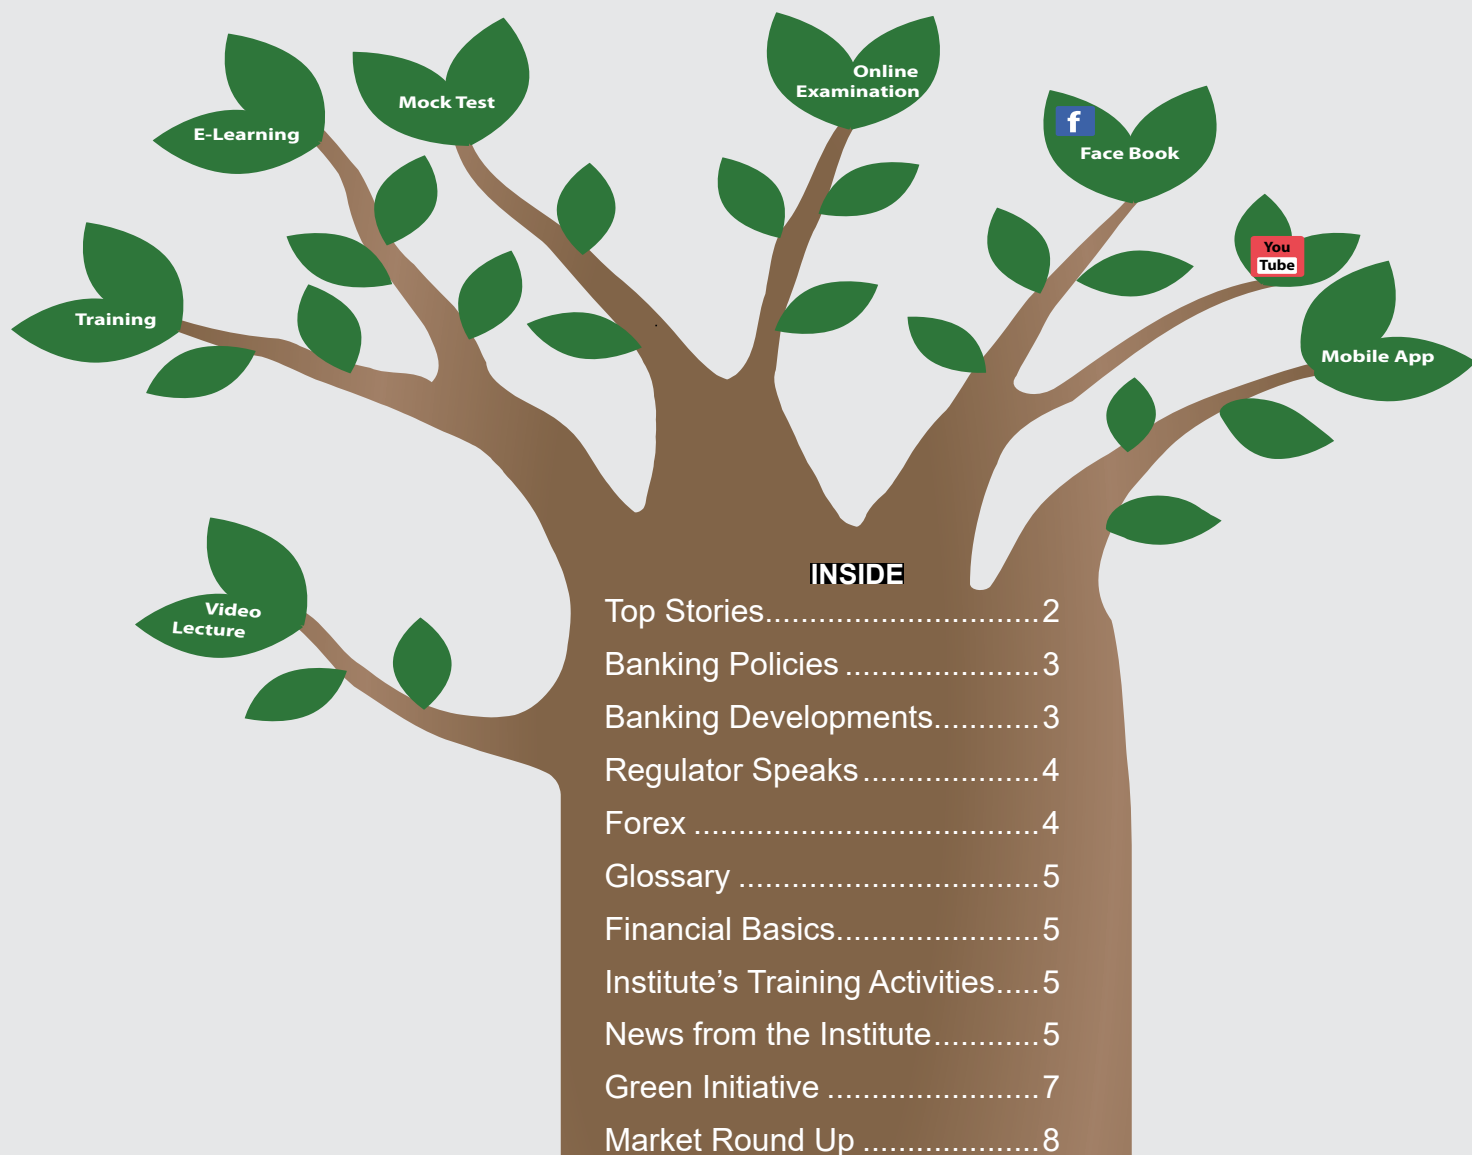 Online
Examination
Mock Test
E-Learning
f
Face Book
You
Tube
Training
Mobile App
INSIDE
Video
Lecture
Top Stories...............................2
Banking Policies ......................3
Banking Developments............3
Regulator Speaks....................4
Forex .......................................4
Glossary ..................................5
Financial Basics.......................5
Institute’s Training Activities.....5
News from the Institute............5
Green Initiative ........................7
Market Round Up ....................8